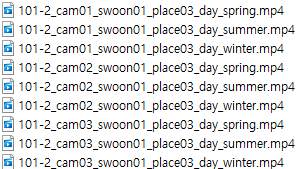 101-2_cam01_swoon01_place03_day_spring.mp4
101-2_cam01_swoon01_place03_day_summer.mp4
101-2_cam01_swoon01_place03_day_winter.mp4
101-2_cam02_swoon01_place03_day_spring.mp4
101-2_cam02_swoon01_place03_day_summer.mp4
101-2_cam02_swoon01_place03_day_winter.mp4
101-2_cam03_swoon01_place03_day_spring.mp4
101-2_cam03_swoon01_place03_day_summer.mp4
101-2_cam03_swoon01_place03_day_winter.mp4